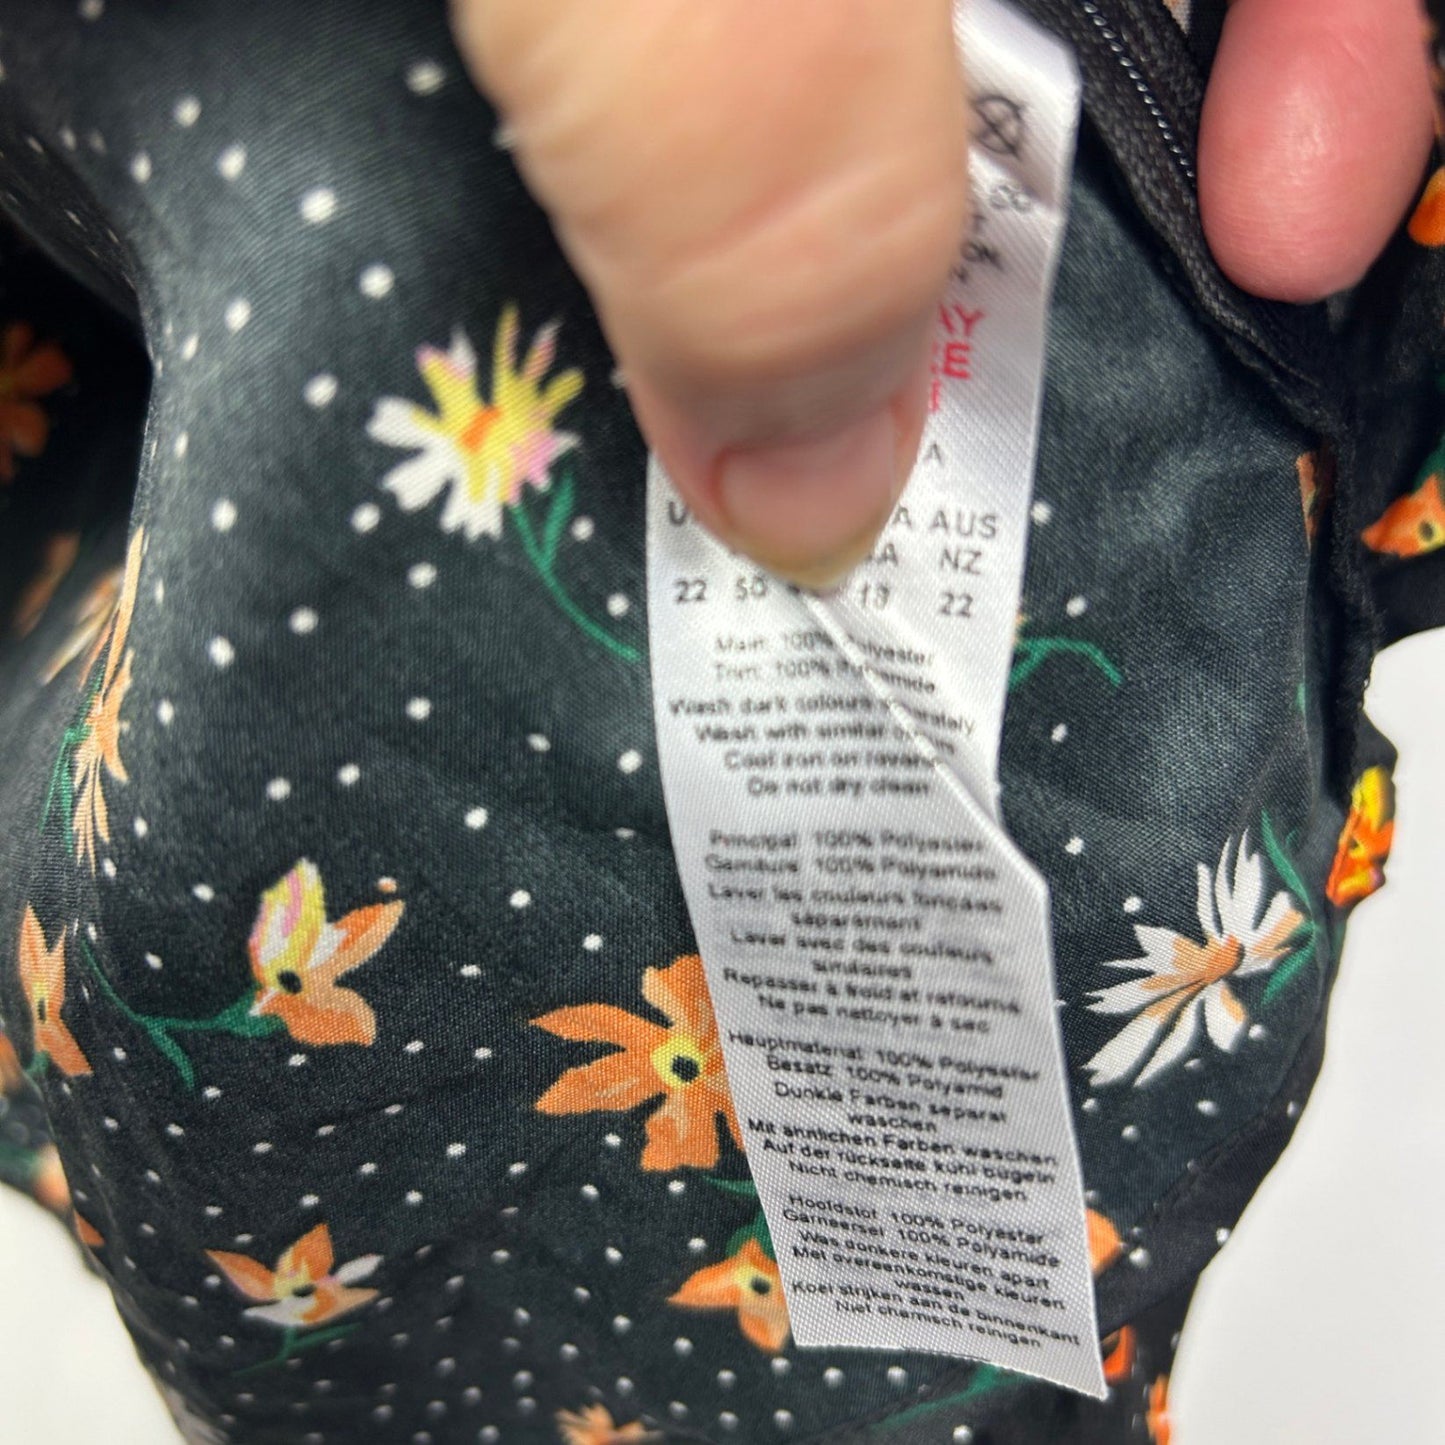 AUS
NZ
22 50 18 22
Main: 100% Polyester
Trim: 100% Polyamide
Wash dark colours separately
Wash with similar colours
Cool iron on reverse
Do not dry clean
Principal 100% Polyester
Garniture 100% Polyamide
Laver les couleurs foncées
séparément
Laver avec des couleurs
similaires
Repasser à froid et retourné
Ne pas nettoyer à sec
Hauptmaterial 100% Polyester
Besatz 100% Polyamid
Dunkle Farben separat
waschen
Mit ähnlichen Farben waschen
Auf der rückseite kühl bügeln
Nicht chemisch reinigen
Hoofdstof 100% Polyester
Garneersel 100% Polyamide
Was donkere kleuren apart
Met overeenkomstige kleuren
wassen
Koel strijken aan de binnenkant
Niet chemisch reinigen